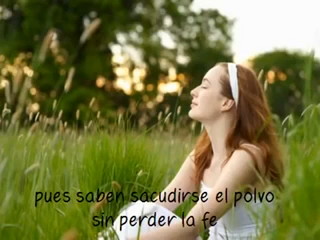 pues saben sacudirse el polvo
sin perder la fe